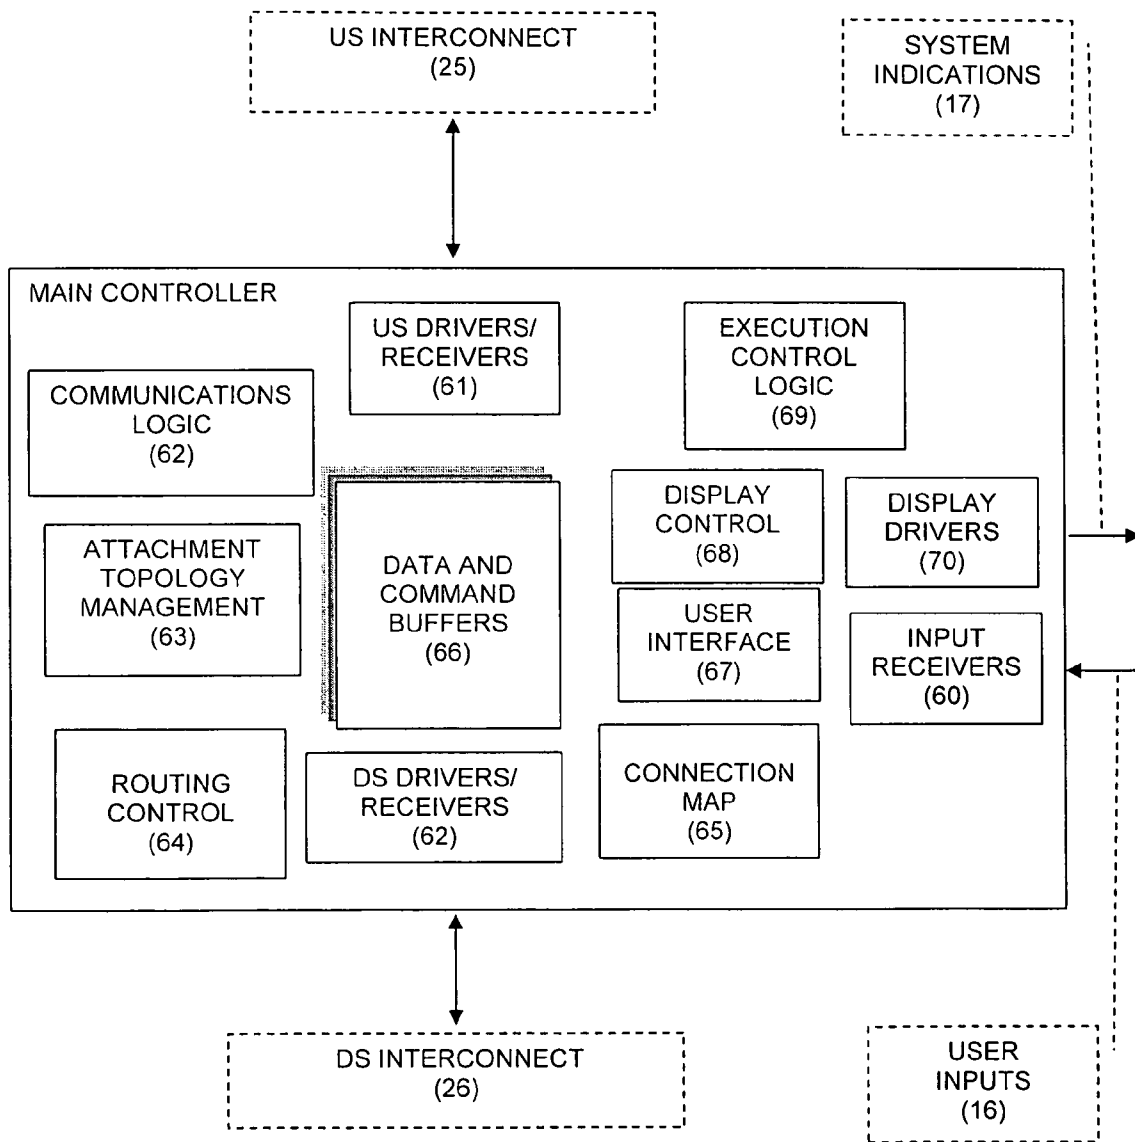 US INTERCONNECT
(25)
SYSTEM
INDICATIONS
(17)
MAIN CONTROLLER
US DRIVERS/
RECEIVERS
(61)
EXECUTION
CONTROL
LOGIC
(69)
COMMUNICATIONS
LOGIC
(62)
DISPLAY
CONTROL
(68)
DISPLAY
DRIVERS
(70)
ATTACHMENT
TOPOLOGY
MANAGEMENT
(63)
DATA AND
COMMAND
BUFFERS
(66)
USER
INTERFACE
(67)
INPUT
RECEIVERS
(60)
ROUTING
CONTROL
(64)
DS DRIVERS/
RECEIVERS
(62)
CONNECTION
MAP
(65)
DS INTERCONNECT
(26)
USER
INPUTS
(16)